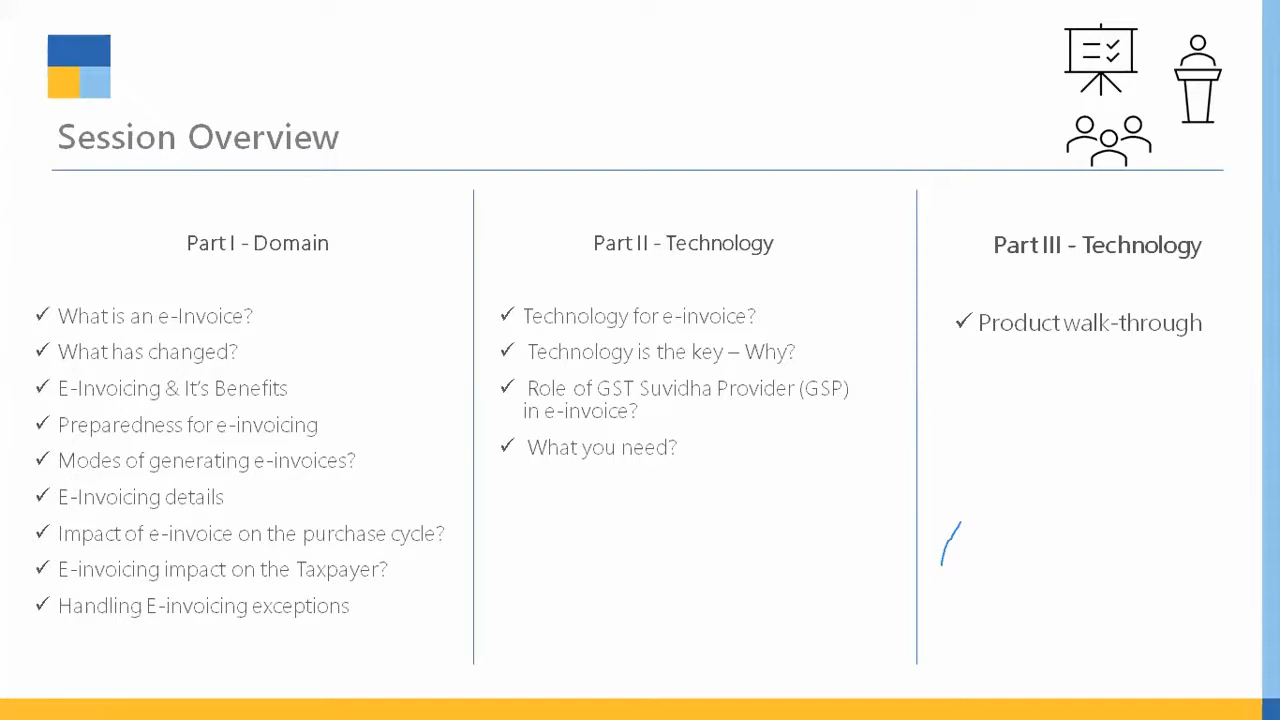 Session Overview
Part I - Domain
✓ What is an e-Invoice?
✓ What has changed?
✓ E-Invoicing & It's Benefits
✓ Preparedness for e-invoicing
✓ Modes of generating e-invoices?
✓ E-Invoicing details
✓ Impact of e-invoice on the purchase cycle?
✓ E-invoicing impact on the Taxpayer?
✓ Handling E-invoicing exceptions
Part II - Technology
✓ Technology for e-invoice?
✓ Technology is the key – Why?
✓ Role of GST Suvidha Provider (GSP)
in e-invoice?
✓ What you need?
Part III - Technology
✓ Product walk-through